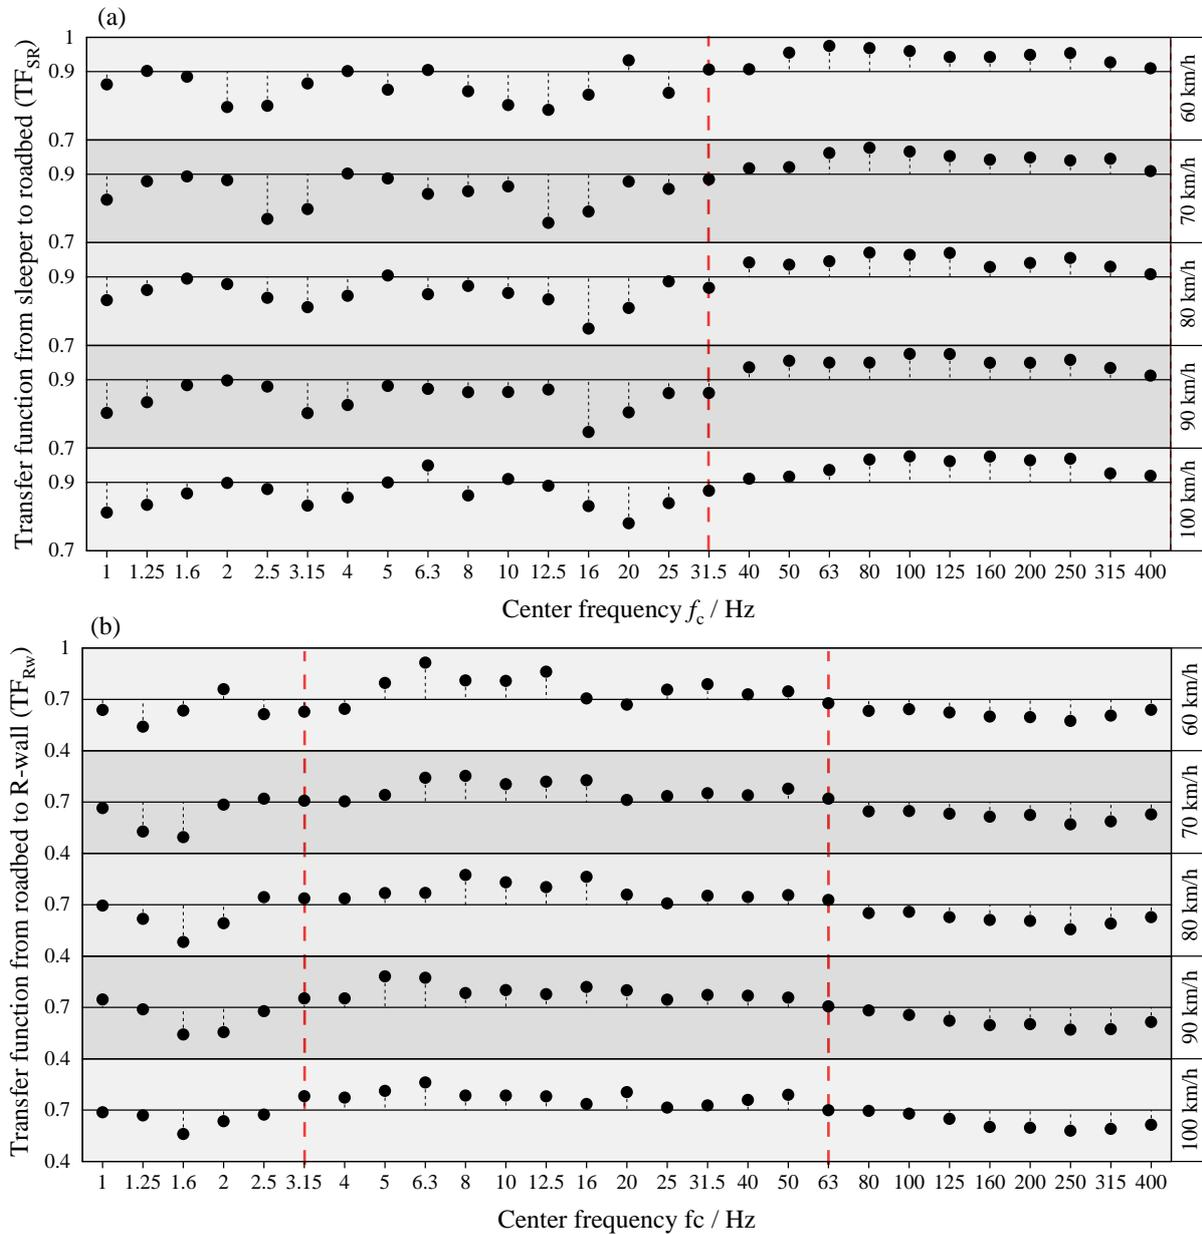 (a)
Transfer function from sleeper to roadbed (TF_SR)
1
0.9
0.7
0.9
0.7
0.9
0.7
0.9
0.7
0.9
0.7
60 km/h
70 km/h
80 km/h
90 km/h
100 km/h
1 1.25 1.6 2 2.5 3.15 4 5 6.3 8 10 12.5 16 20 25 31.5 40 50 63 80 100 125 160 200 250 315 400
Center frequency f_c / Hz
(b)
Transfer function from roadbed to R-wall (TF_Rw)
1
0.7
0.4
0.7
0.4
0.7
0.4
0.7
0.4
0.7
0.4
60 km/h
70 km/h
80 km/h
90 km/h
100 km/h
1 1.25 1.6 2 2.5 3.15 4 5 6.3 8 10 12.5 16 20 25 31.5 40 50 63 80 100 125 160 200 250 315 400
Center frequency fc / Hz